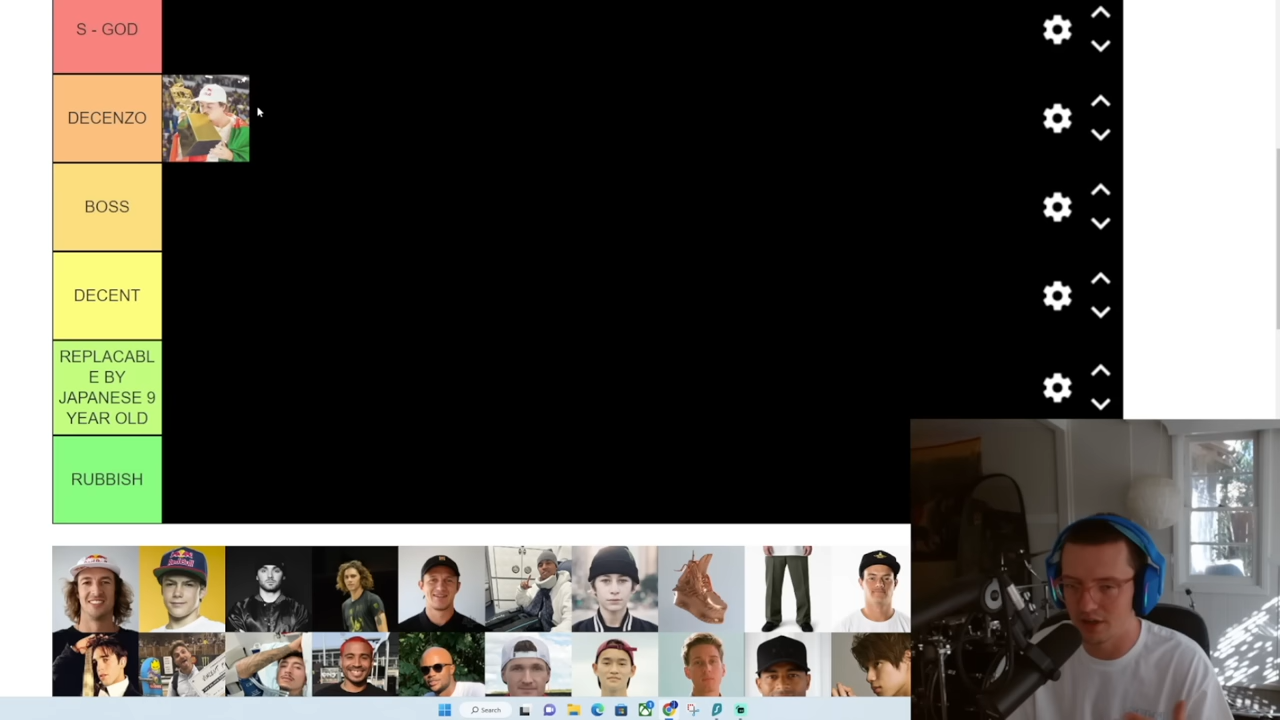 S - GOD
DECENZO
BOSS
DECENT
REPLACABL
E BY
JAPANESE 9
YEAR OLD
RUBBISH
Search